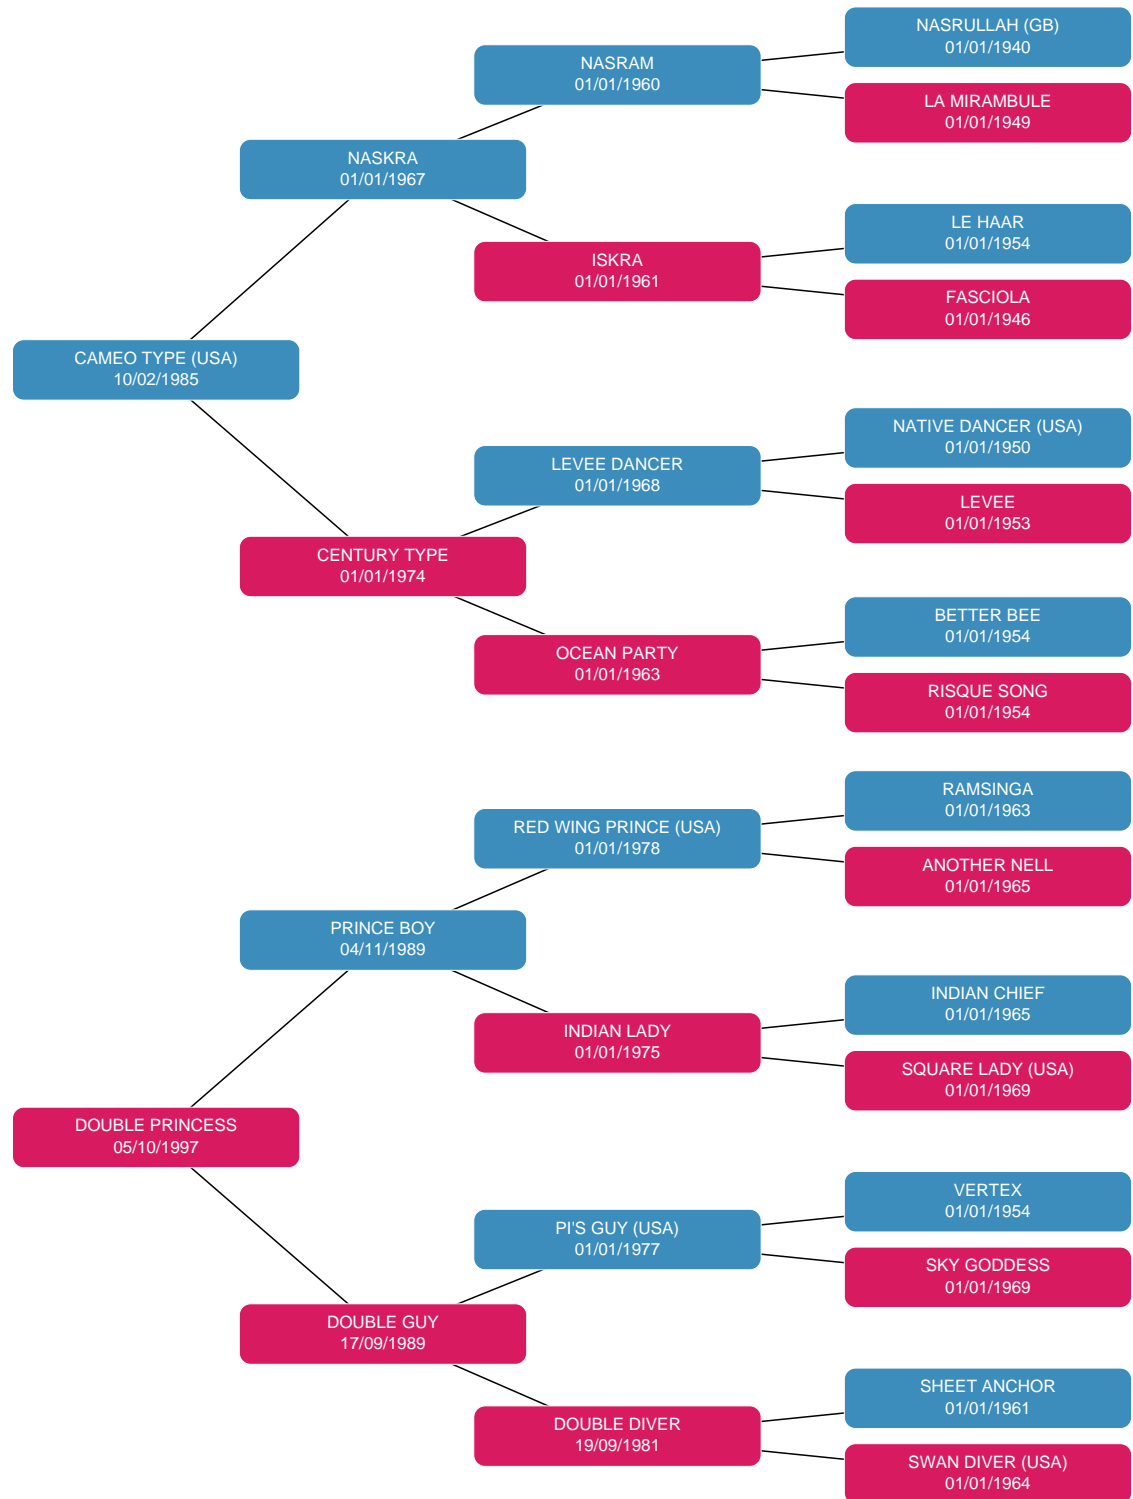 NASRULLAH (GB)
01/01/1940
NASRAM
01/01/1960
LA MIRAMBULE
01/01/1949
NASKRA
01/01/1967
LE HAAR
01/01/1954
ISKRA
01/01/1961
FASCIOLA
01/01/1946
CAMEO TYPE (USA)
10/02/1985
NATIVE DANCER (USA)
01/01/1950
LEVEE DANCER
01/01/1968
LEVEE
01/01/1953
CENTURY TYPE
01/01/1974
BETTER BEE
01/01/1954
OCEAN PARTY
01/01/1963
RISQUE SONG
01/01/1954
RAMSINGA
01/01/1963
RED WING PRINCE (USA)
01/01/1978
ANOTHER NELL
01/01/1965
PRINCE BOY
04/11/1989
INDIAN CHIEF
01/01/1965
INDIAN LADY
01/01/1975
SQUARE LADY (USA)
01/01/1969
DOUBLE PRINCESS
05/10/1997
VERTEX
01/01/1954
PI'S GUY (USA)
01/01/1977
SKY GODDESS
01/01/1969
DOUBLE GUY
17/09/1989
SHEET ANCHOR
01/01/1961
DOUBLE DIVER
19/09/1981
SWAN DIVER (USA)
01/01/1964